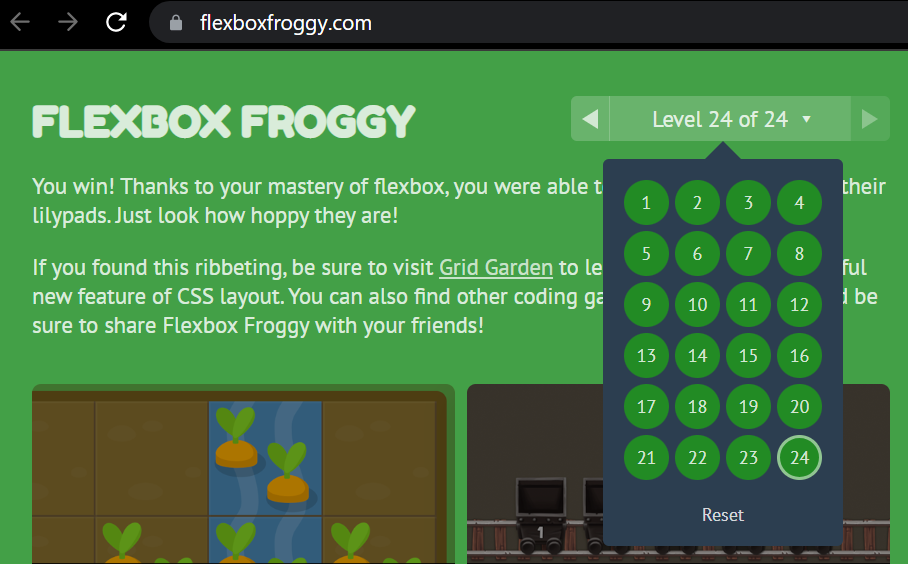 flexboxfroggy.com
FLEXBOX FROGGY
Level 24 of 24
You win! Thanks to your mastery of flexbox, you were able
their
lilypads. Just look how hoppy they are!
If you found this ribbeting, be sure to visit Grid Garden to
new feature of CSS layout. You can also find other coding
be
sure to share Flexbox Froggy with your friends!
1 2 3 4
5 6 7 8
9 10 11 12
13 14 15 16
17 18 19 20
21 22 23 24
Reset
1